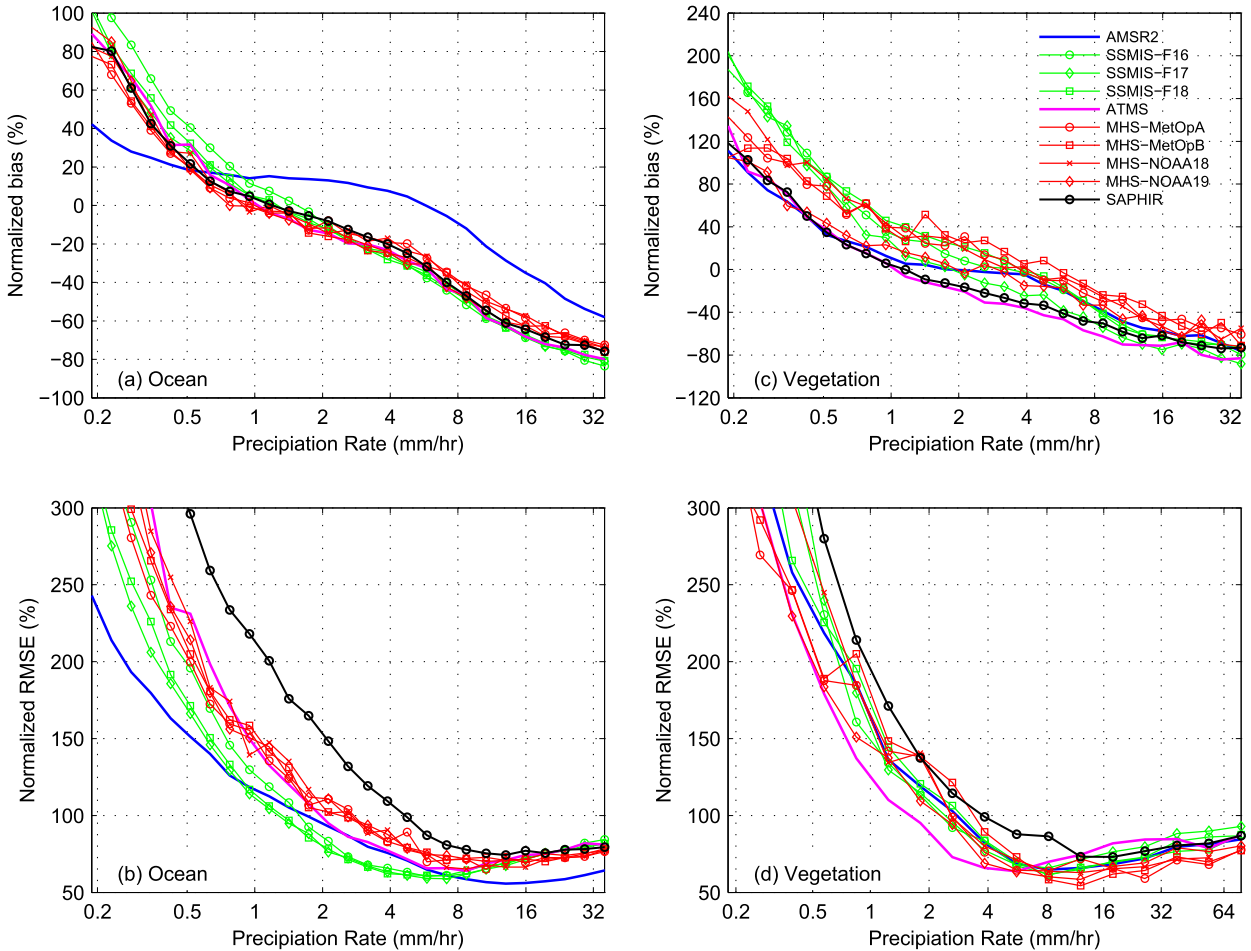 100
80
60
40
20
0
−20
−40
−60
−80
−100
Normalized bias (%)
(a) Ocean
0.2 0.5 1 2 4 8 16 32
Precipiation Rate (mm/hr)
240
200
160
120
80
40
0
−40
−80
−120
Normalized bias (%)
AMSR2
SSMIS−F16
SSMIS−F17
SSMIS−F18
ATMS
MHS−MetOpA
MHS−MetOpB
MHS−NOAA18
MHS−NOAA19
SAPHIR
(c) Vegetation
0.2 0.5 1 2 4 8 16 32
Precipiation Rate (mm/hr)
300
250
200
150
100
50
Normalized RMSE (%)
(b) Ocean
0.2 0.5 1 2 4 8 16 32
Precipiation Rate (mm/hr)
300
250
200
150
100
50
Normalized RMSE (%)
(d) Vegetation
0.2 0.5 1 2 4 8 16 32 64
Precipiation Rate (mm/hr)